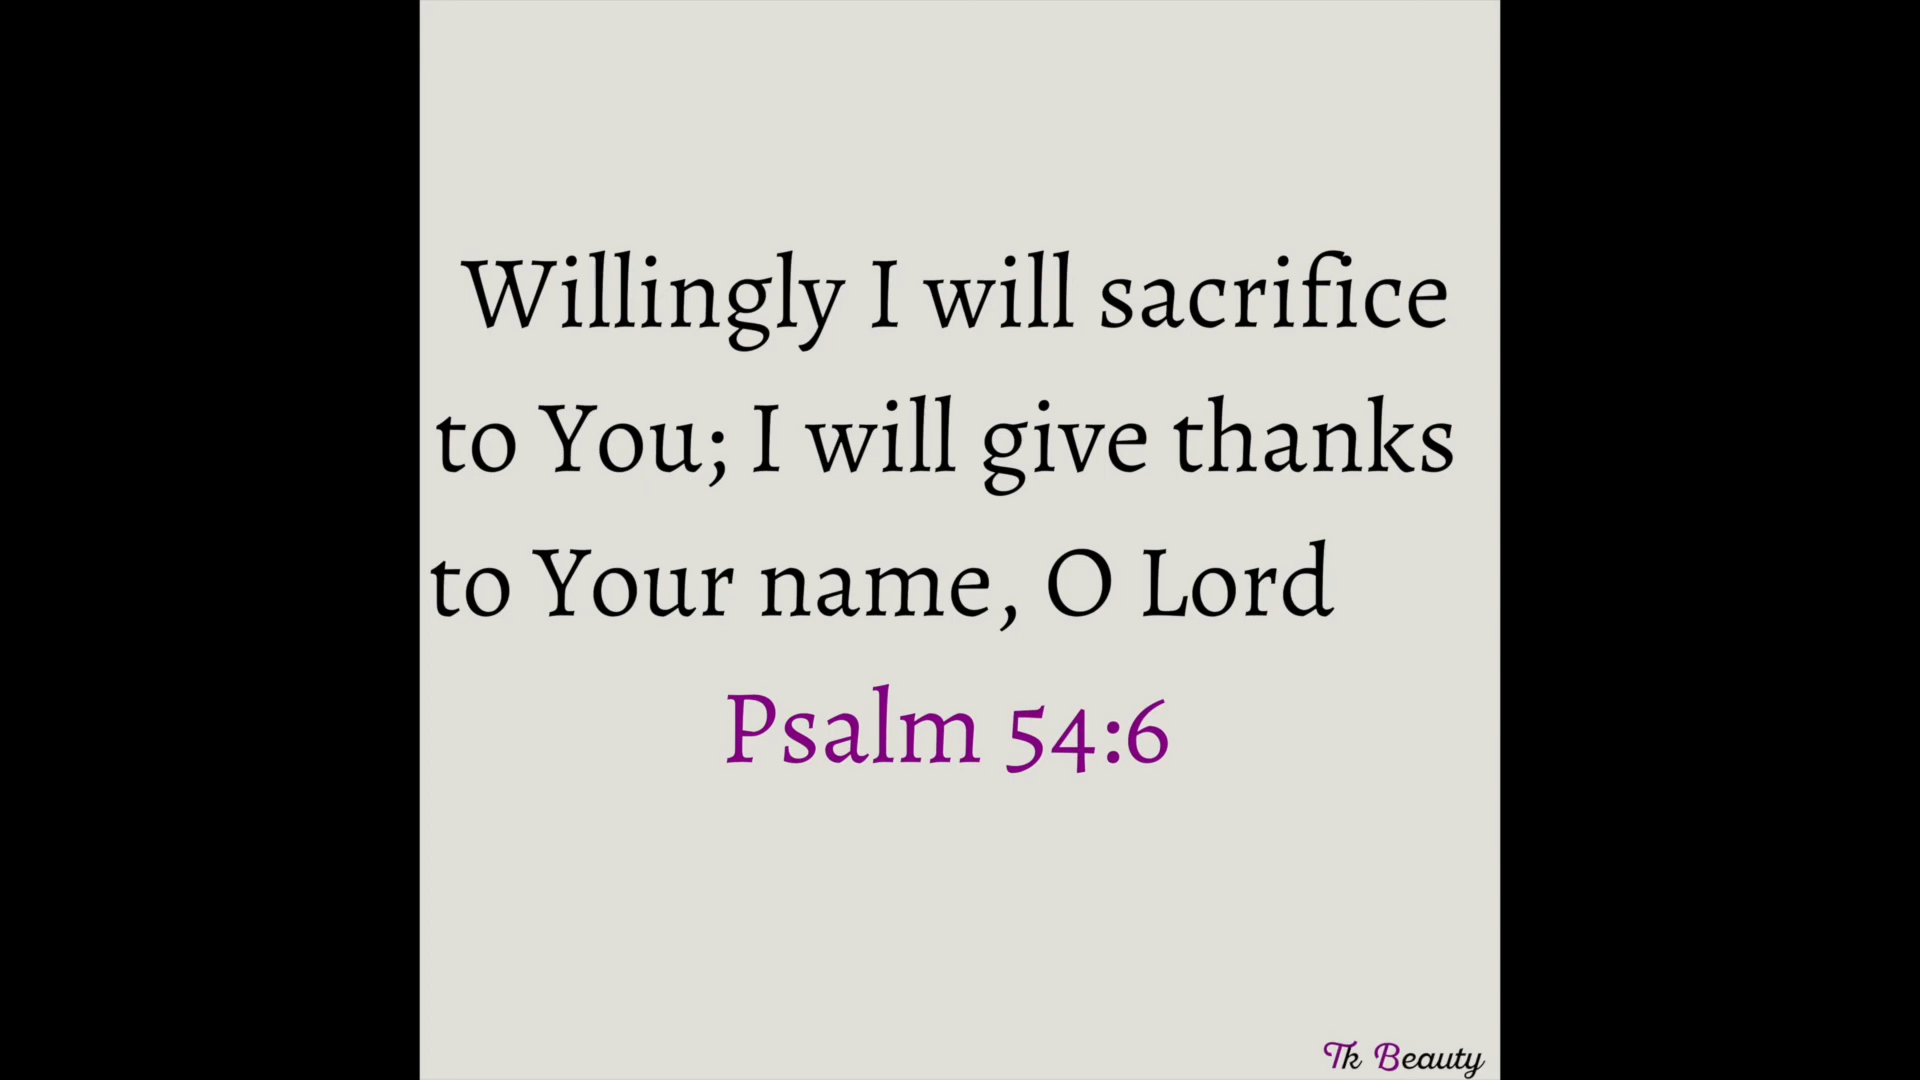 Willingly I will sacrifice
to You; I will give thanks
to Your name, O Lord
Psalm 54:6
Tk Beauty